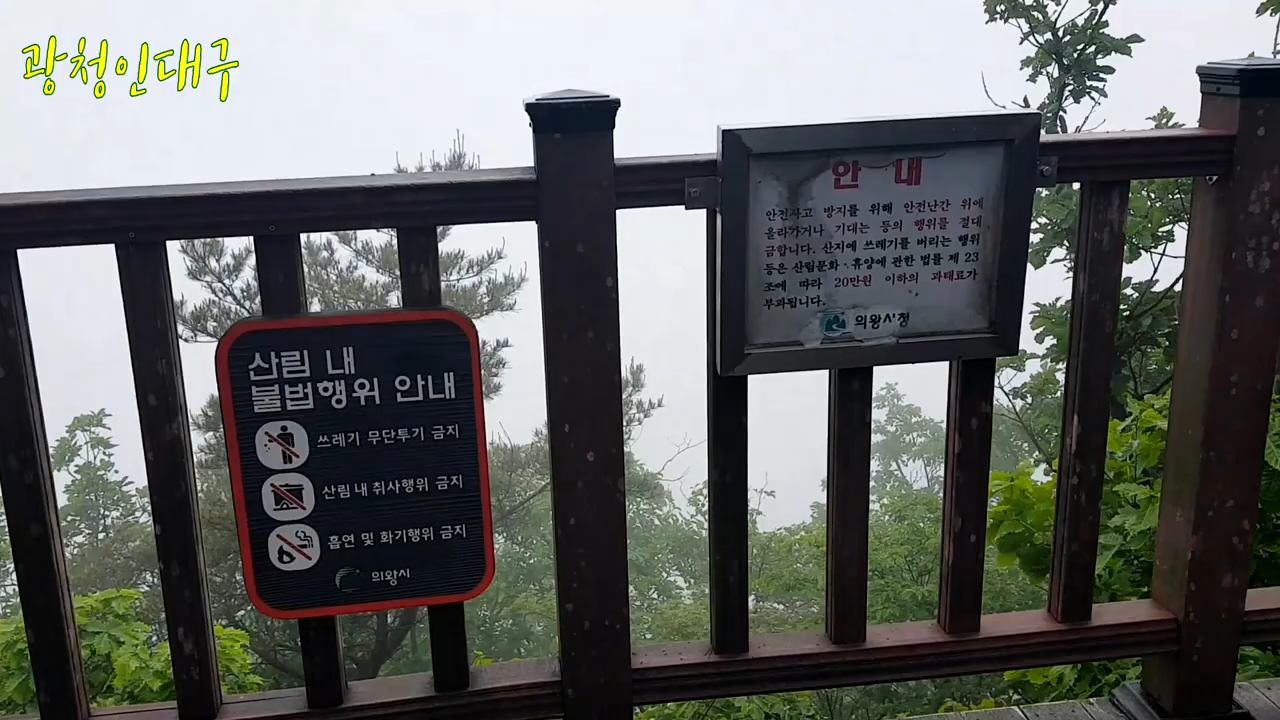 광청인대구
산림 내
불법행위 안내
쓰레기 무단투기 금지
산림 내 취사행위 금지
흡연 및 화기행위 금지
의왕시
안 내
안전사고 방지를 위해 안전난간 위에
올라가거나 기대는 등의 행위를 절대
금합니다. 산지에 쓰레기를 버리는 행위
등은 산림문화·휴양에 관한 법률 제 23
조에 따라 20만원 이하의 과태료가
부과됩니다.
의왕시청